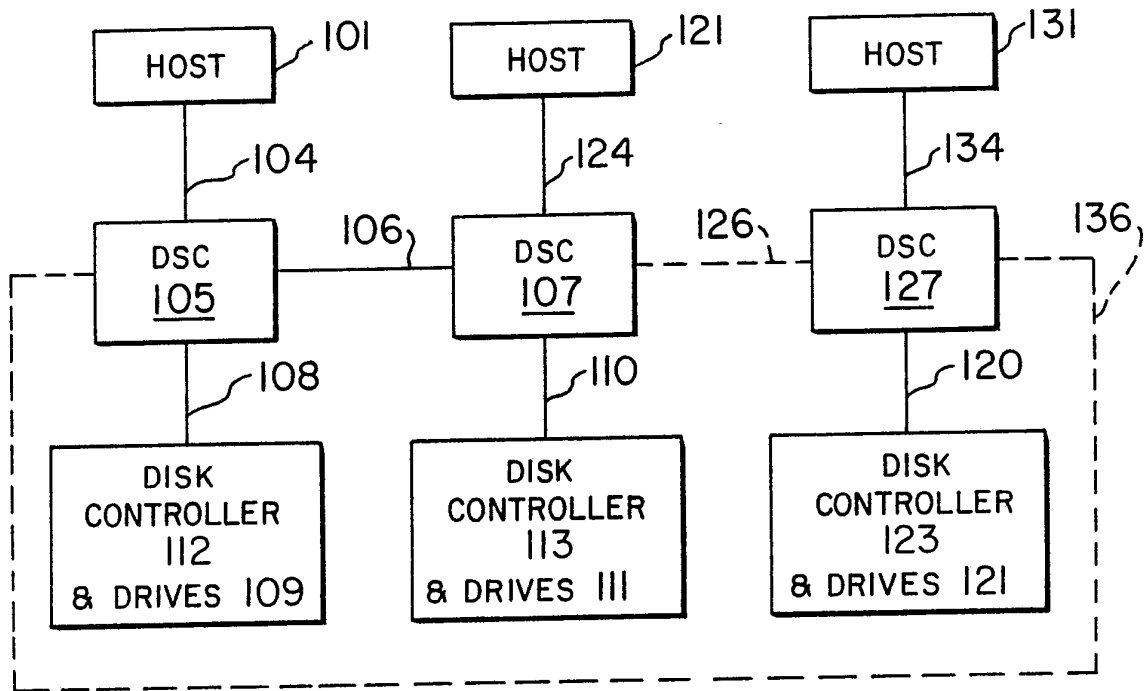 HOST
101
HOST
121
HOST
131
104
124
134
DSC
105
106
DSC
107
126
DSC
127
136
108
110
120
DISK
CONTROLLER
112
& DRIVES 109
DISK
CONTROLLER
113
& DRIVES 111
DISK
CONTROLLER
123
& DRIVES 121